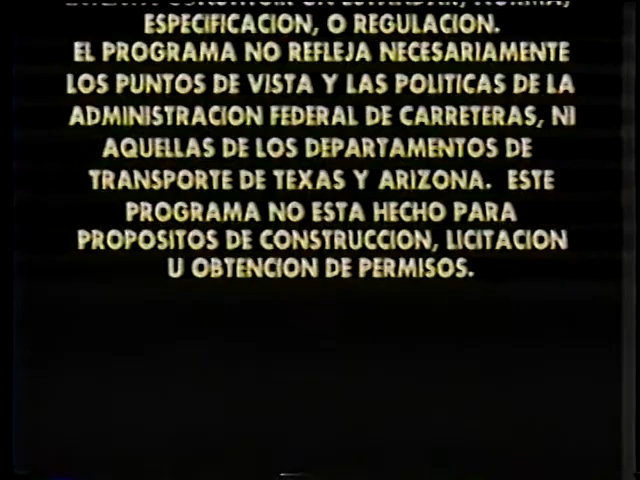 ESPECIFICACION, O REGULACION.
EL PROGRAMA NO REFLEJA NECESARIAMENTE
LOS PUNTOS DE VISTA Y LAS POLITICAS DE LA
ADMINISTRACION FEDERAL DE CARRETERAS, NI
AQUELLAS DE LOS DEPARTAMENTOS DE
TRANSPORTE DE TEXAS Y ARIZONA. ESTE
PROGRAMA NO ESTA HECHO PARA
PROPOSITOS DE CONSTRUCCION, LICITACION
U OBTENCION DE PERMISOS.